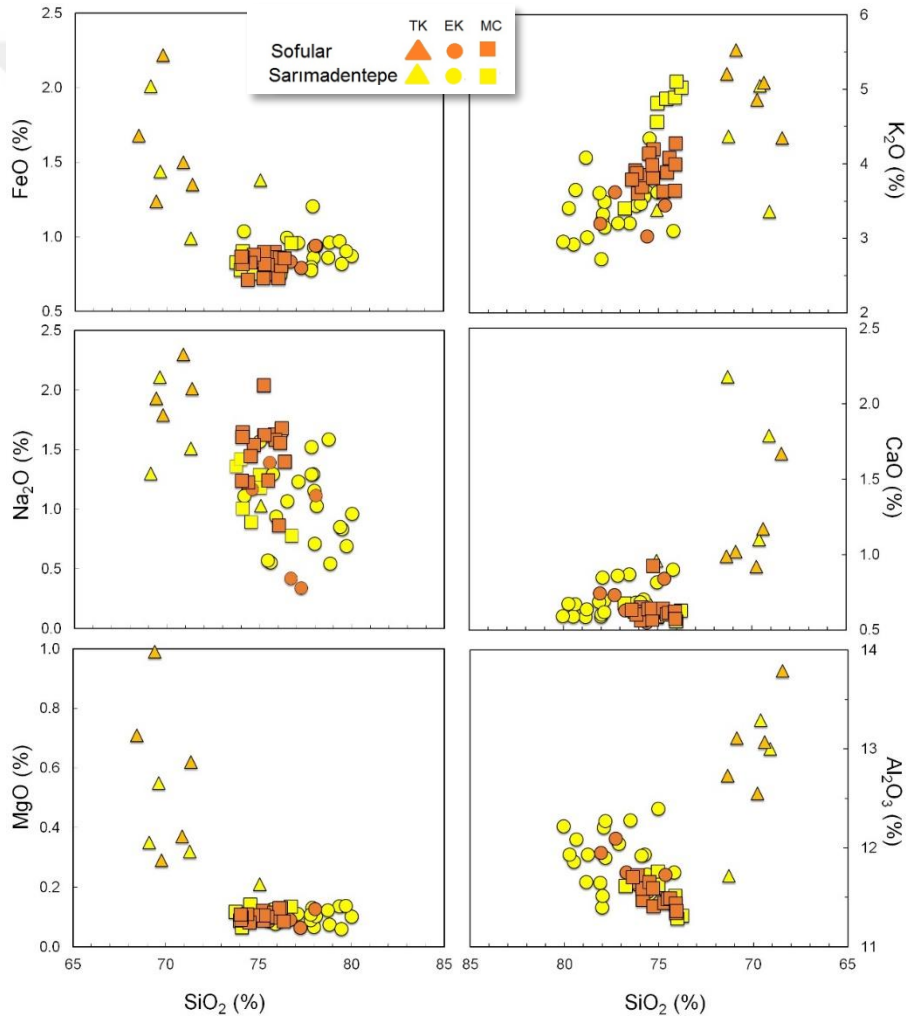 TK EK MC
Sofular
Sarımadentepe
2.5
2.0
1.5
1.0
0.5
FeO (%)
6
5
4
3
2
K2O (%)
2.5
2.0
1.5
1.0
0.5
0.0
Na2O (%)
2.5
2.0
1.5
1.0
0.5
CaO (%)
1.0
0.8
0.6
0.4
0.2
0.0
MgO (%)
14
13
12
11
Al2O3 (%)
65 70 75 80 85
85 80 75 70 65
SiO2 (%)
SiO2 (%)